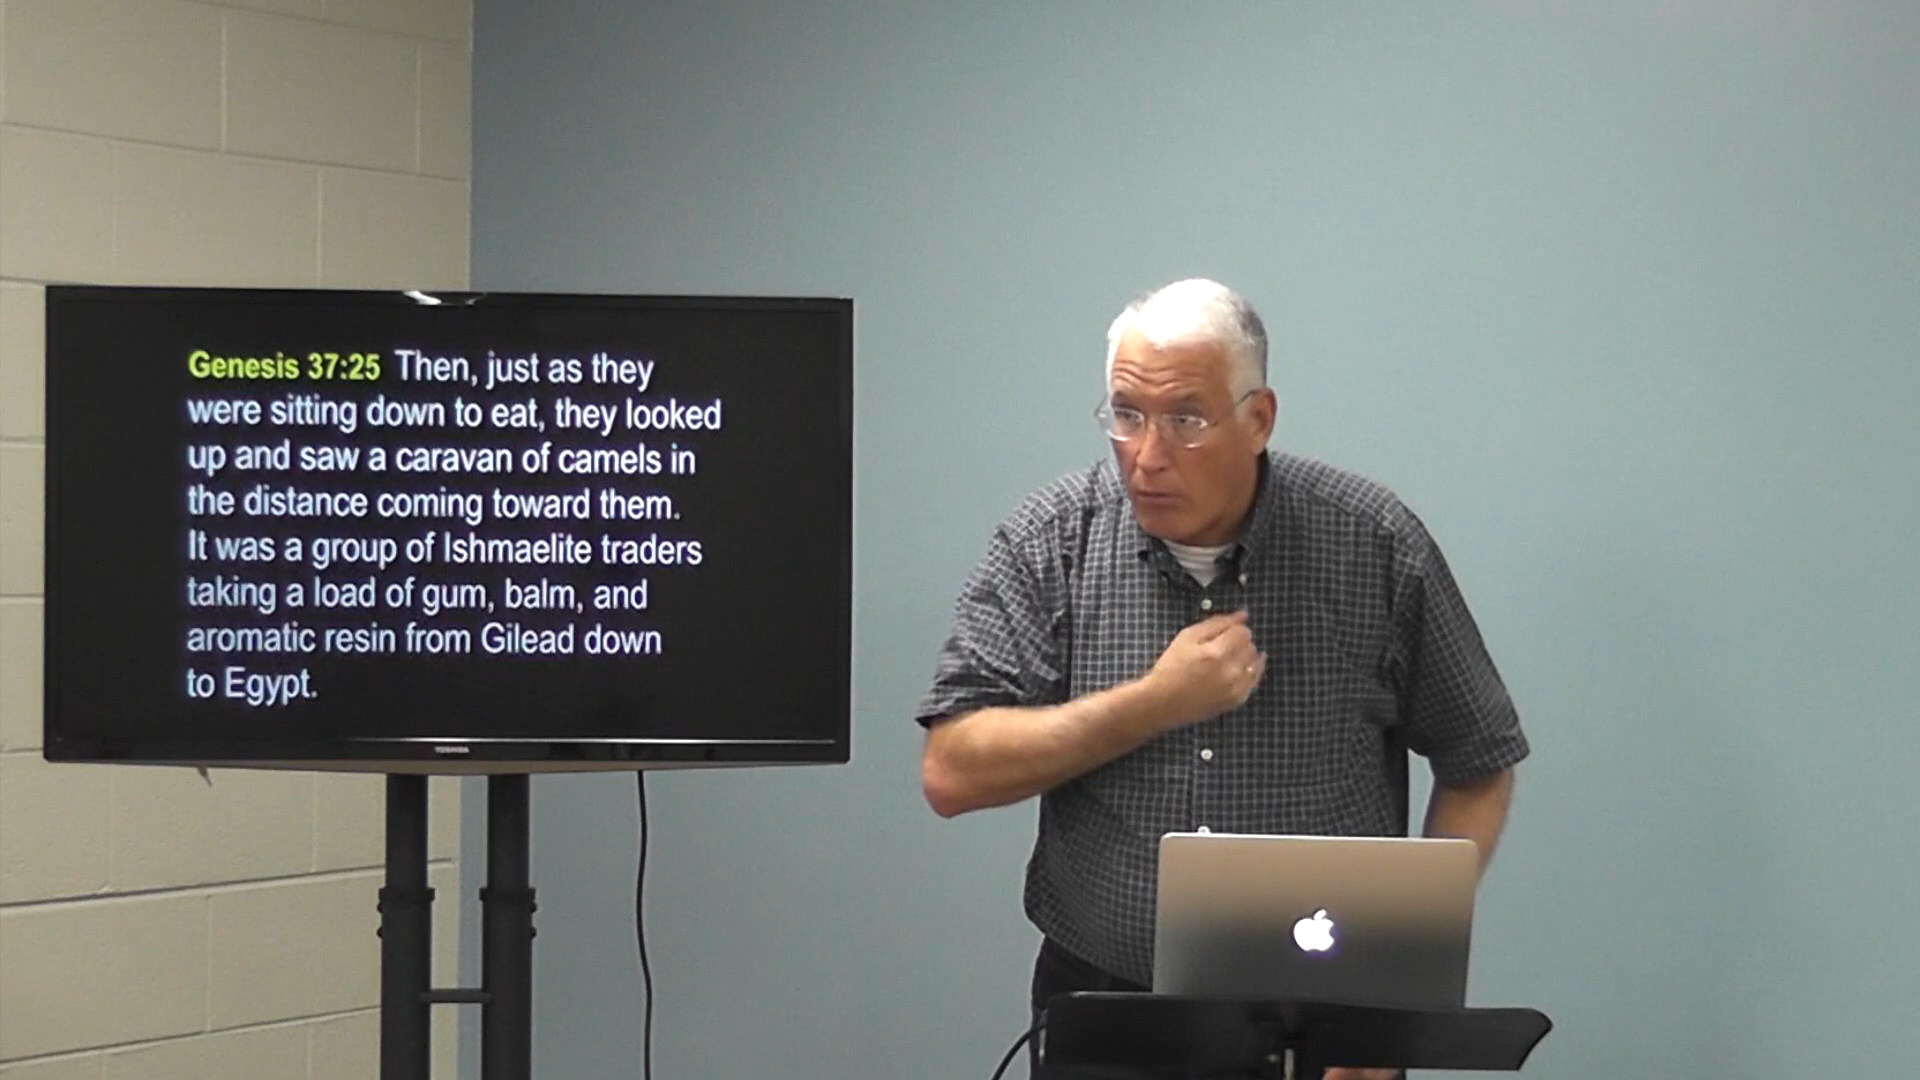 Genesis 37:25 Then, just as they
were sitting down to eat, they looked
up and saw a caravan of camels in
the distance coming toward them.
It was a group of Ishmaelite traders
taking a load of gum, balm, and
aromatic resin from Gilead down
to Egypt.
TOSHIBA